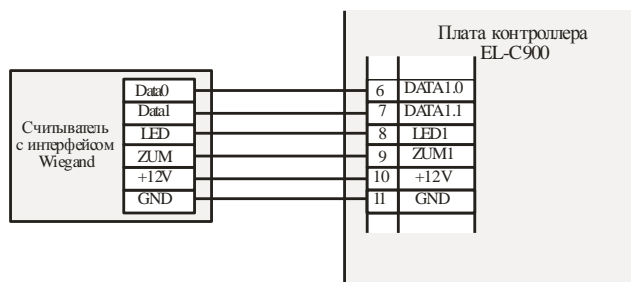 Плата контроллера
EL-C900
Считыватель
с интерфейсом
Wiegand
Data0 6 DATA1.0
Data1 7 DATA1.1
LED 8 LED1
ZUM 9 ZUM1
+12V 10 +12V
GND 11 GND